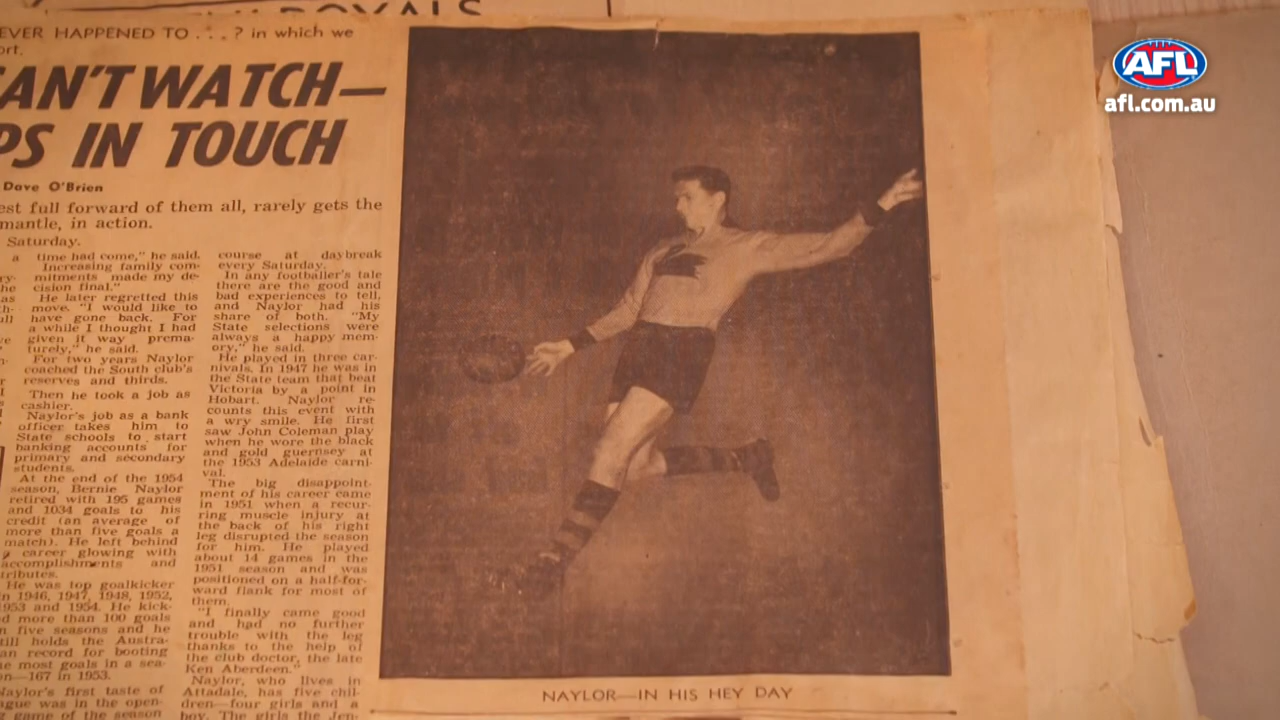 EVER HAPPENED TO . . . ? in which we
ort.
AN'T WATCH—
PS IN TOUCH
Dave O'Brien
est full forward of them all, rarely gets the
mantle, in action.
Saturday.
time had come," he said.
Increasing family com-
mitments made my de-
cision final."
He later regretted this
move. "I would like to
have gone back. For
a while I thought I had
given it way prema-
turely," he said.
For two years Naylor
coached the South club's
reserves and thirds.
Then he took a job as
cashier.
Naylor's job as a bank
officer takes him to
State schools to start
banking accounts for
primary and secondary
students.
At the end of the 1954
season, Bernie Naylor
retired with 195 games
and 1034 goals to his
credit (an average of
more than five goals a
match). He left behind
a career glowing with
accomplishments and
tributes.
He was top goalkicker
in 1946, 1947, 1948, 1952,
1953 and 1954. He kick-
d more than 100 goals
n five seasons and he
till holds the Austra-
an record for booting
e most goals in a sea-
on—167 in 1953.
Naylor's first taste of
ague was in the open-
g game of the season
course at daybreak
every Saturday.
In any footballer's tale
there are the good and
bad experiences to tell,
and Naylor had his
share of both. "My
State selections were
always a happy mem-
ory," he said.
He played in three car-
nivals. In 1947 he was in
the State team that beat
Victoria by a point in
Hobart. Naylor re-
counts this event with
a wry smile. He first
saw John Coleman play
when he wore the black
and gold guernsey at
the 1953 Adelaide carni-
val.
The big disappoint-
ment of his career came
in 1951 when a recur-
ring muscle injury at
the back of his right
leg disrupted the season
for him. He played
about 14 games in the
1951 season and was
positioned on a half-for-
ward flank for most of
them.
"I finally came good
and had no further
trouble with the leg
thanks to the help of
the club doctor, the late
Ken Aberdeen."
Naylor, who lives in
Attadale, has five chil-
dren—four girls and a
boy. The girls the Jen-
NAYLOR—IN HIS HEY DAY
AFL
afl.com.au